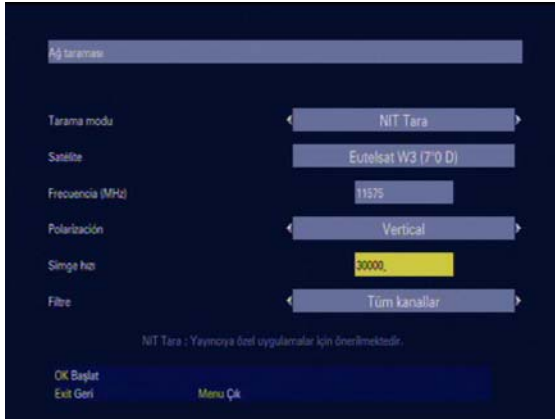 Ağ taraması
Tarama modu NIT Tara
Satélite Eutelsat W3 (7°0 D)
Frecuencia (MHz) 11575
Polarización Vertical
Simge hızı 30000
Filtre Tüm kanallar
NIT Tara : Yayıncıya özel uygulamalar için önerilmektedir.
OK Başlat
Exit Geri Menu Çık